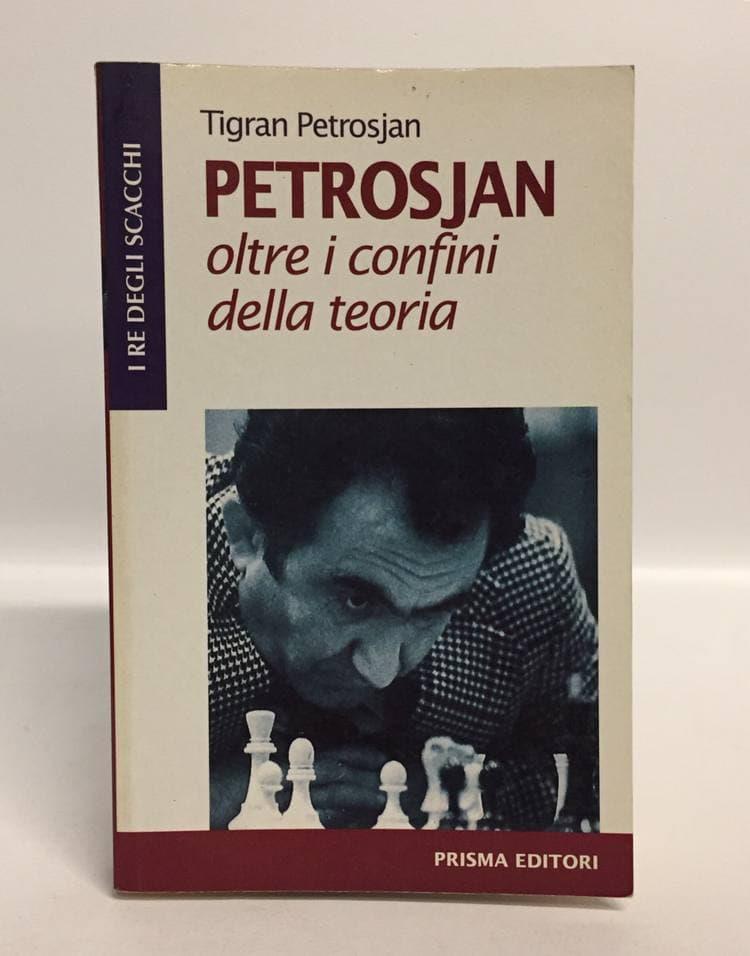 I RE DEGLI SCACCHI
Tigran Petrosjan
PETROSJAN
oltre i confini
della teoria
PRISMA EDITORI